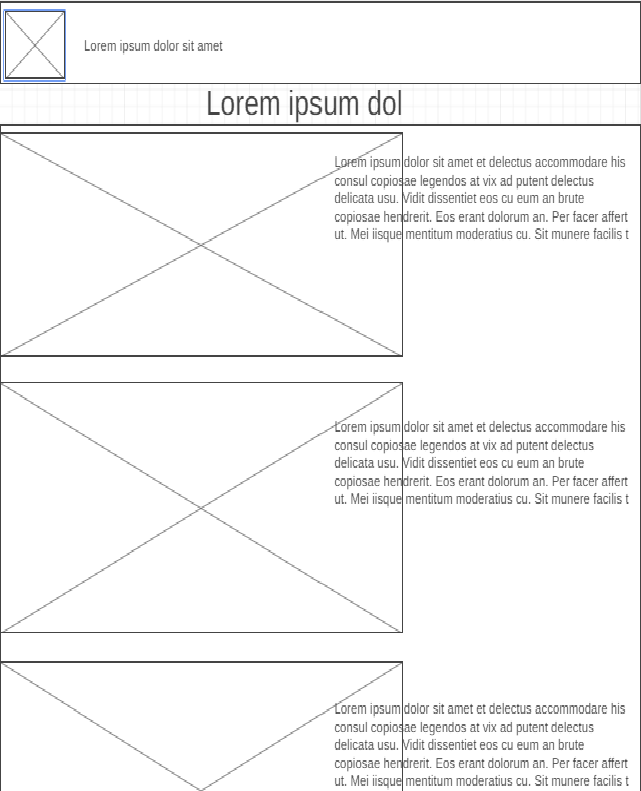 Lorem ipsum dolor sit amet
Lorem ipsum dol
Lorem ipsum dolor sit amet et delectus accommodare his
consul copiosae legendos at vix ad putent delectus
delicata usu. Vidit dissentiet eos cu eum an brute
copiosae hendrerit. Eos erant dolorum an. Per facer affert
ut. Mei iisque mentitum moderatius cu. Sit munere facilis t
Lorem ipsum dolor sit amet et delectus accommodare his
consul copiosae legendos at vix ad putent delectus
delicata usu. Vidit dissentiet eos cu eum an brute
copiosae hendrerit. Eos erant dolorum an. Per facer affert
ut. Mei iisque mentitum moderatius cu. Sit munere facilis t
Lorem ipsum dolor sit amet et delectus accommodare his
consul copiosae legendos at vix ad putent delectus
delicata usu. Vidit dissentiet eos cu eum an brute
copiosae hendrerit. Eos erant dolorum an. Per facer affert
ut. Mei iisque mentitum moderatius cu. Sit munere facilis t